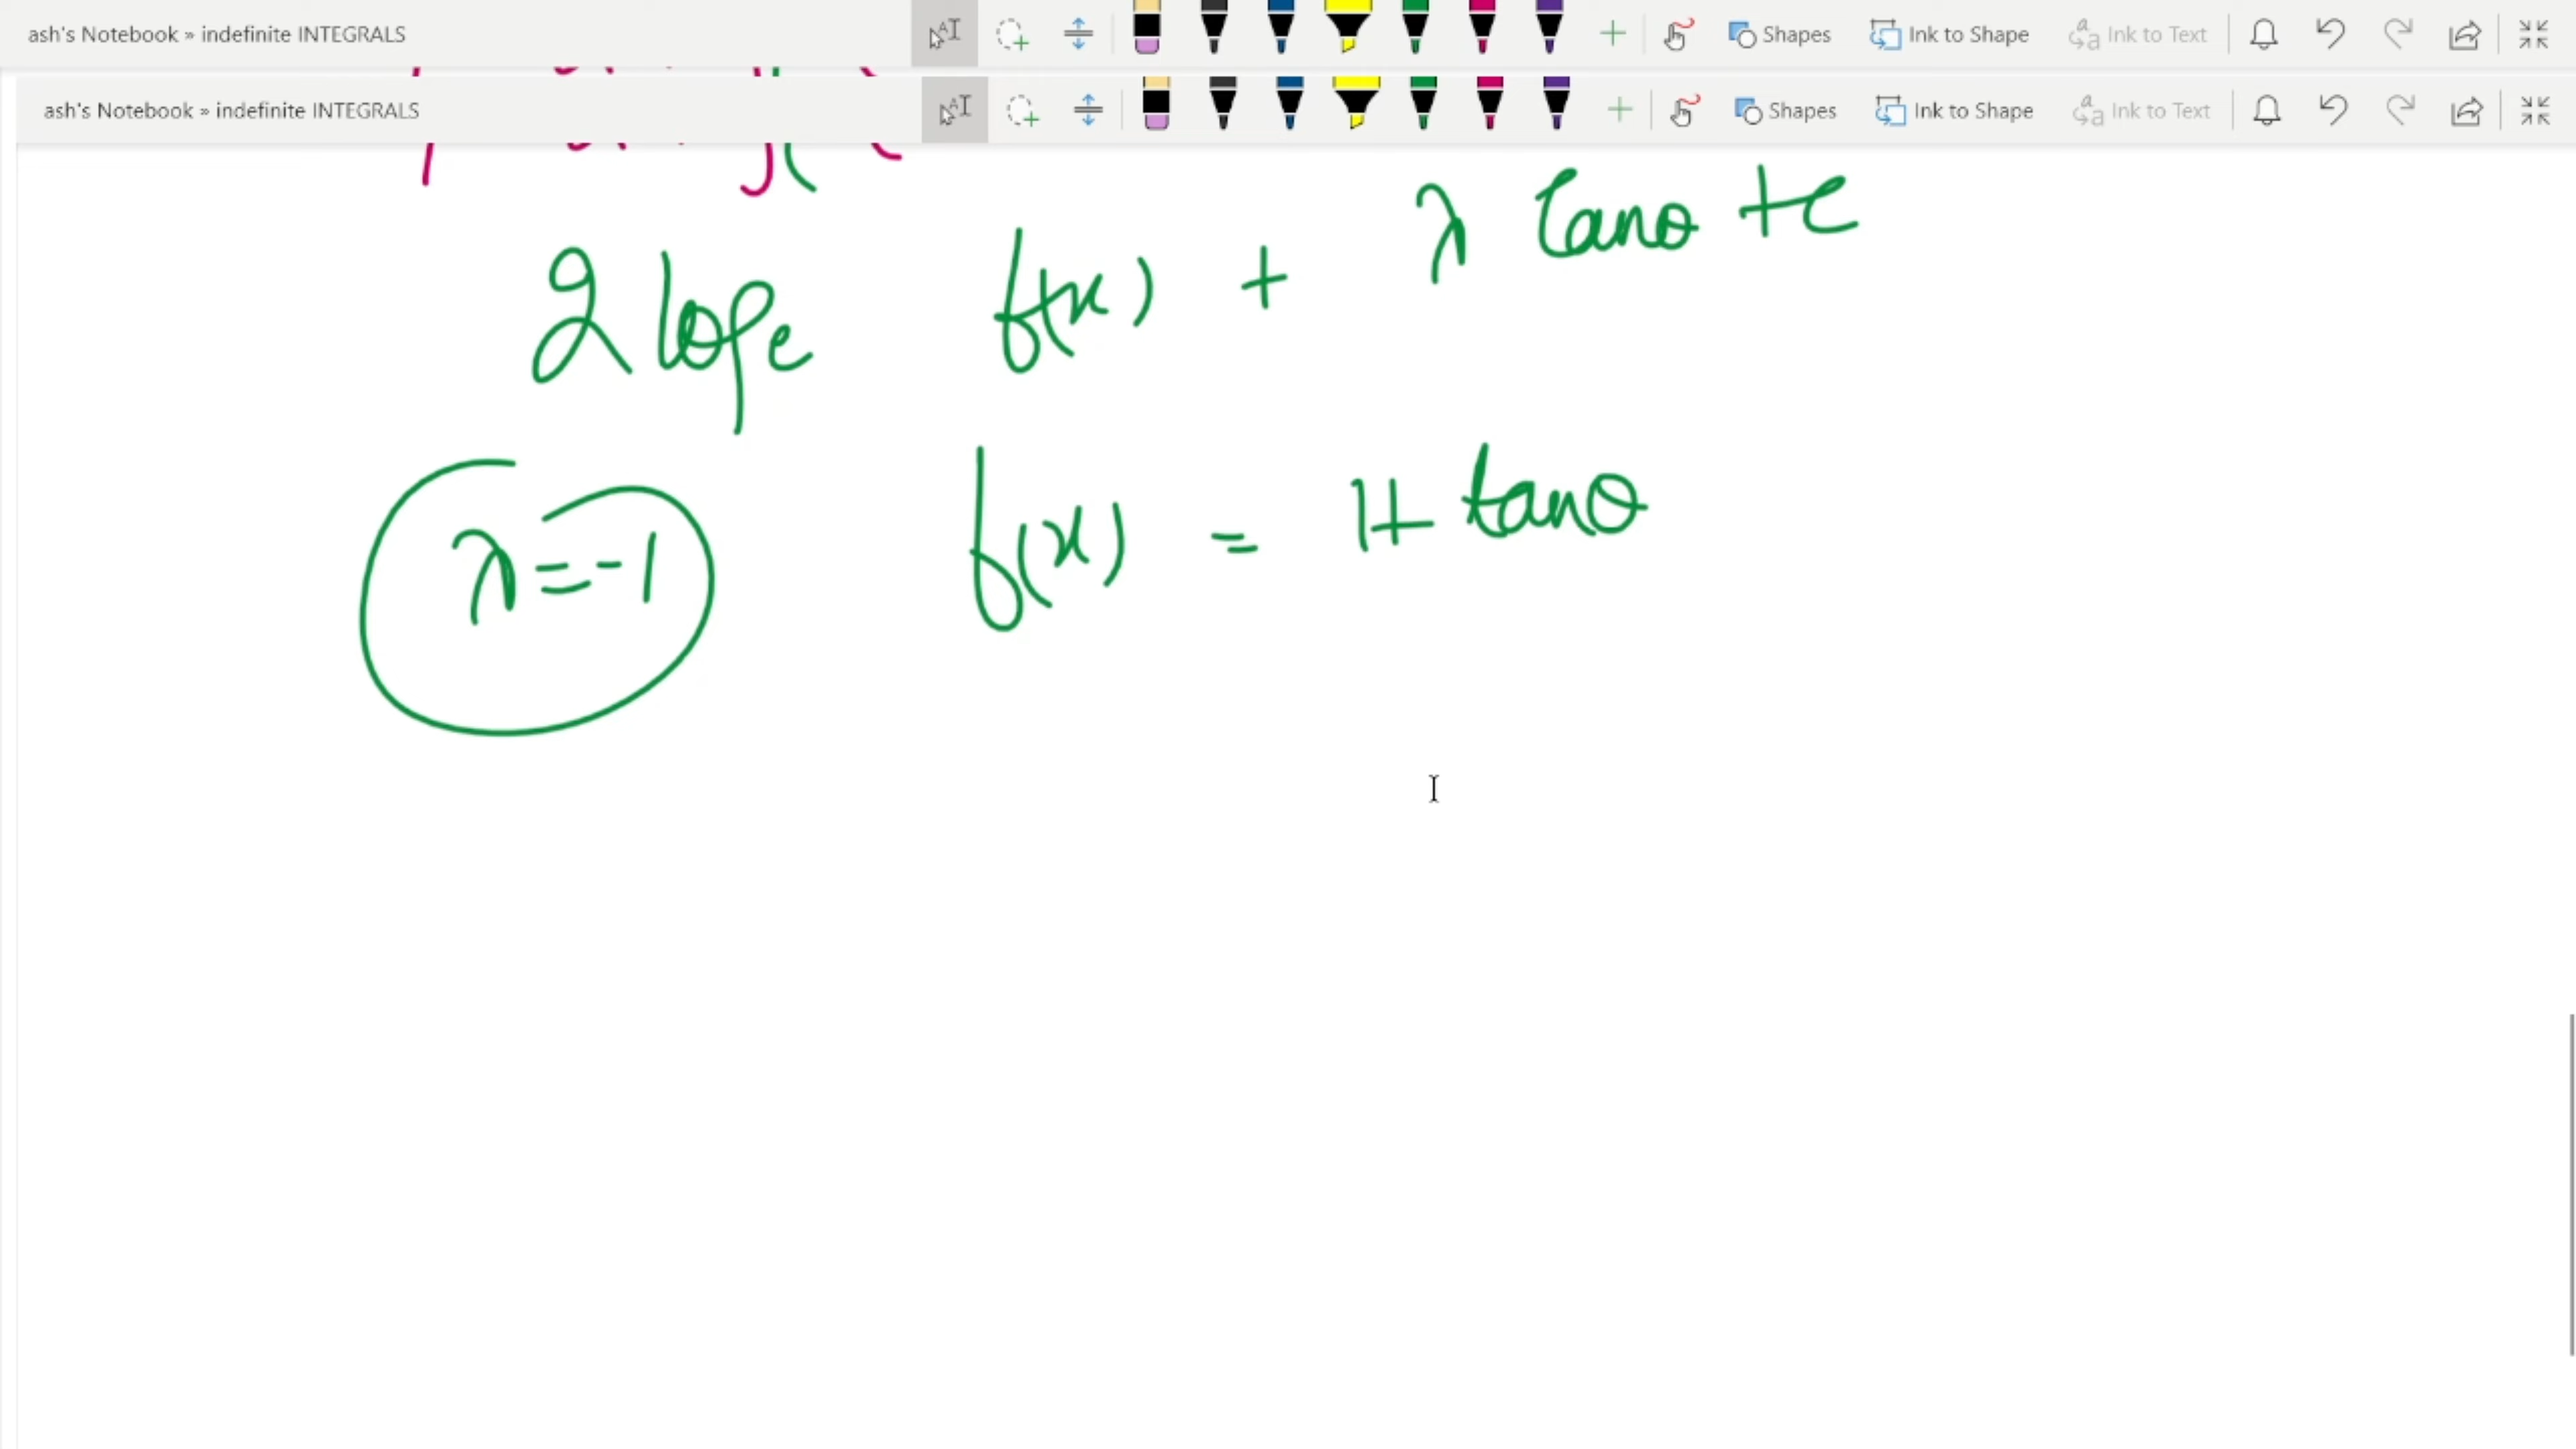 ash's Notebook » indefinite INTEGRALS Shapes Ink to Shape Ink to Text
ash's Notebook » indefinite INTEGRALS Shapes Ink to Shape Ink to Text
2 loge f(x) + λ tanθ + c
λ = -1 f(x) = 1+ tanθ